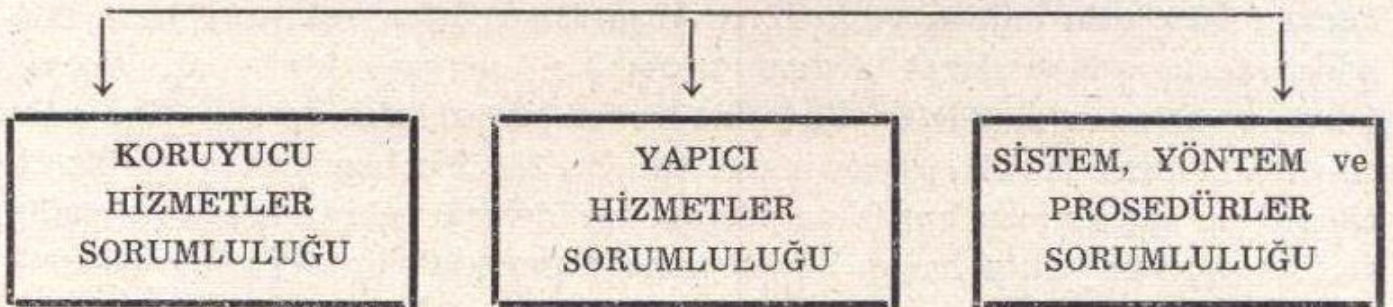 KORUYUCU
HİZMETLER
SORUMLULUĞU
YAPICI
HİZMETLER
SORUMLULUĞU
SİSTEM, YÖNTEM ve
PROSEDÜRLER
SORUMLULUĞU